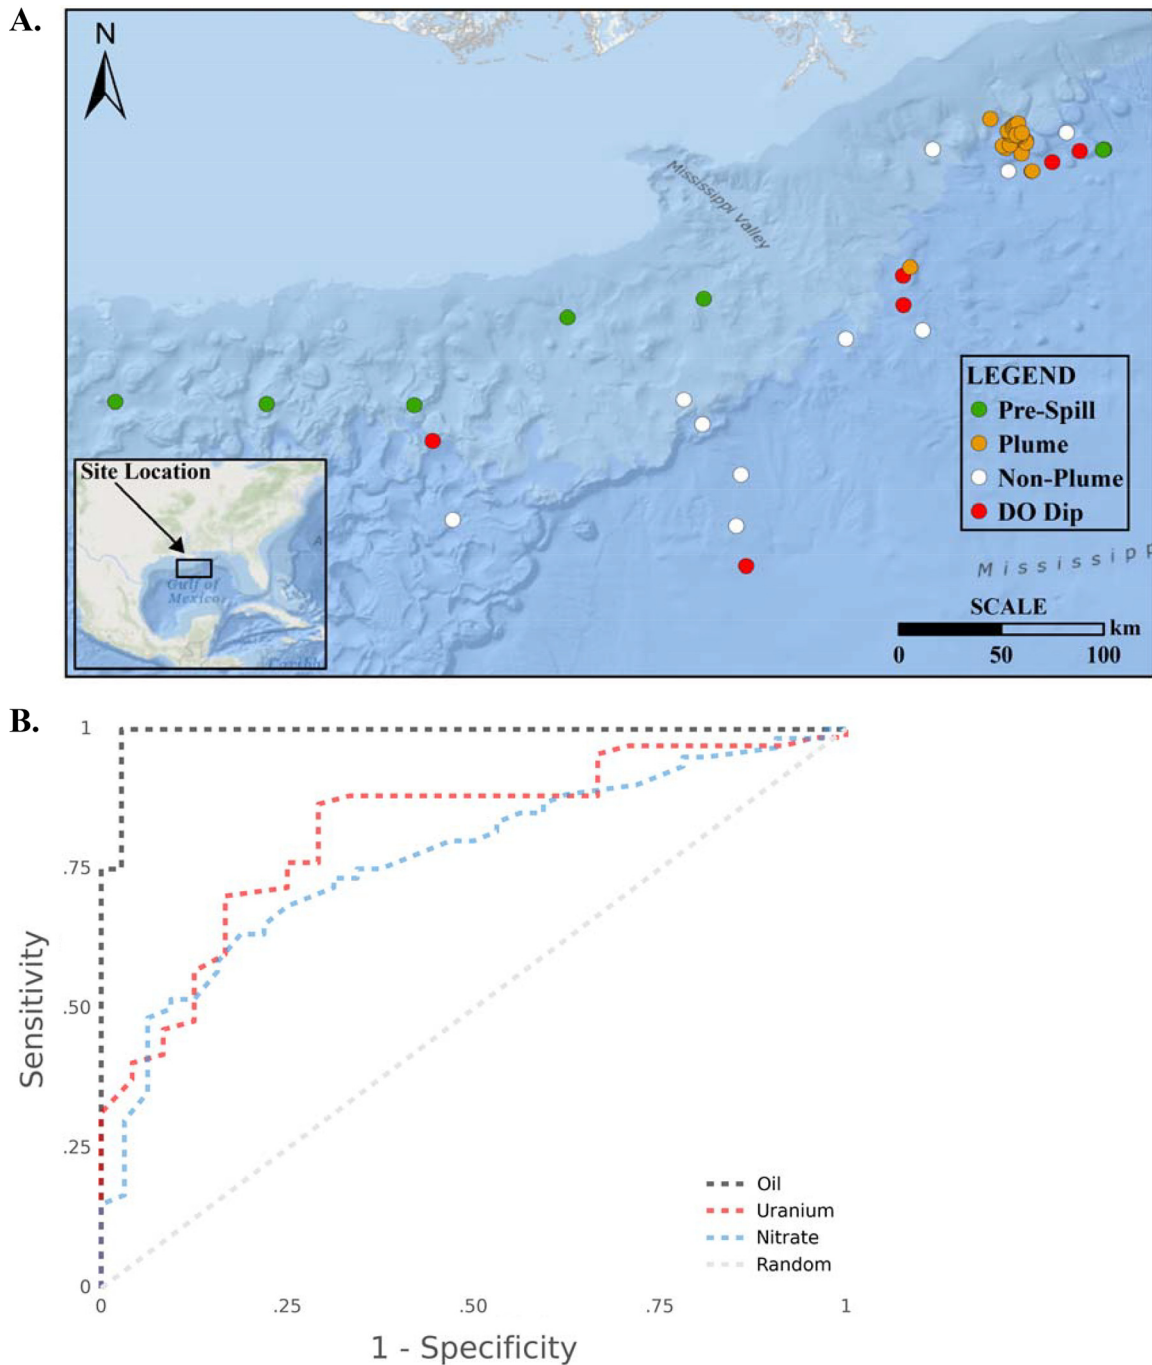 A.
N
Mississippi Valley
LEGEND
Pre-Spill
Plume
Non-Plume
DO Dip
Site Location
Gulf of
Mexico
Mississipp
SCALE
km
0 50 100
B.
1
.75
.50
.25
0
Sensitivity
Oil
Uranium
Nitrate
Random
0 .25 .50 .75 1
1 - Specificity